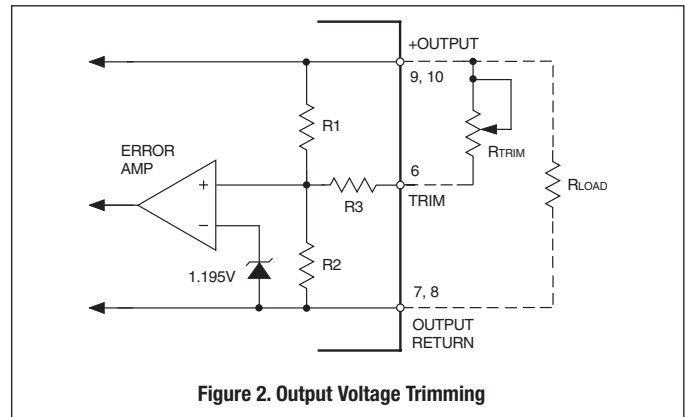 +OUTPUT
9, 10
R1
ERROR
AMP
+
RTRIM
6
RLOAD
R3
TRIM
−
R2
1.195V
7, 8
OUTPUT
RETURN
Figure 2. Output Voltage Trimming